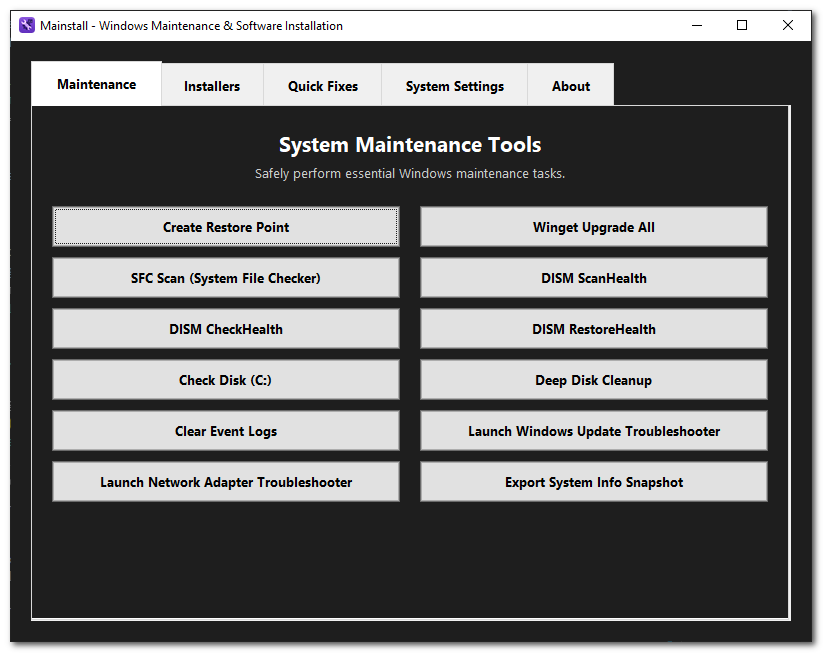 Mainstall - Windows Maintenance & Software Installation
Maintenance
Installers
Quick Fixes
System Settings
About
System Maintenance Tools
Safely perform essential Windows maintenance tasks.
Create Restore Point
Winget Upgrade All
SFC Scan (System File Checker)
DISM ScanHealth
DISM CheckHealth
DISM RestoreHealth
Check Disk (C:)
Deep Disk Cleanup
Clear Event Logs
Launch Windows Update Troubleshooter
Launch Network Adapter Troubleshooter
Export System Info Snapshot